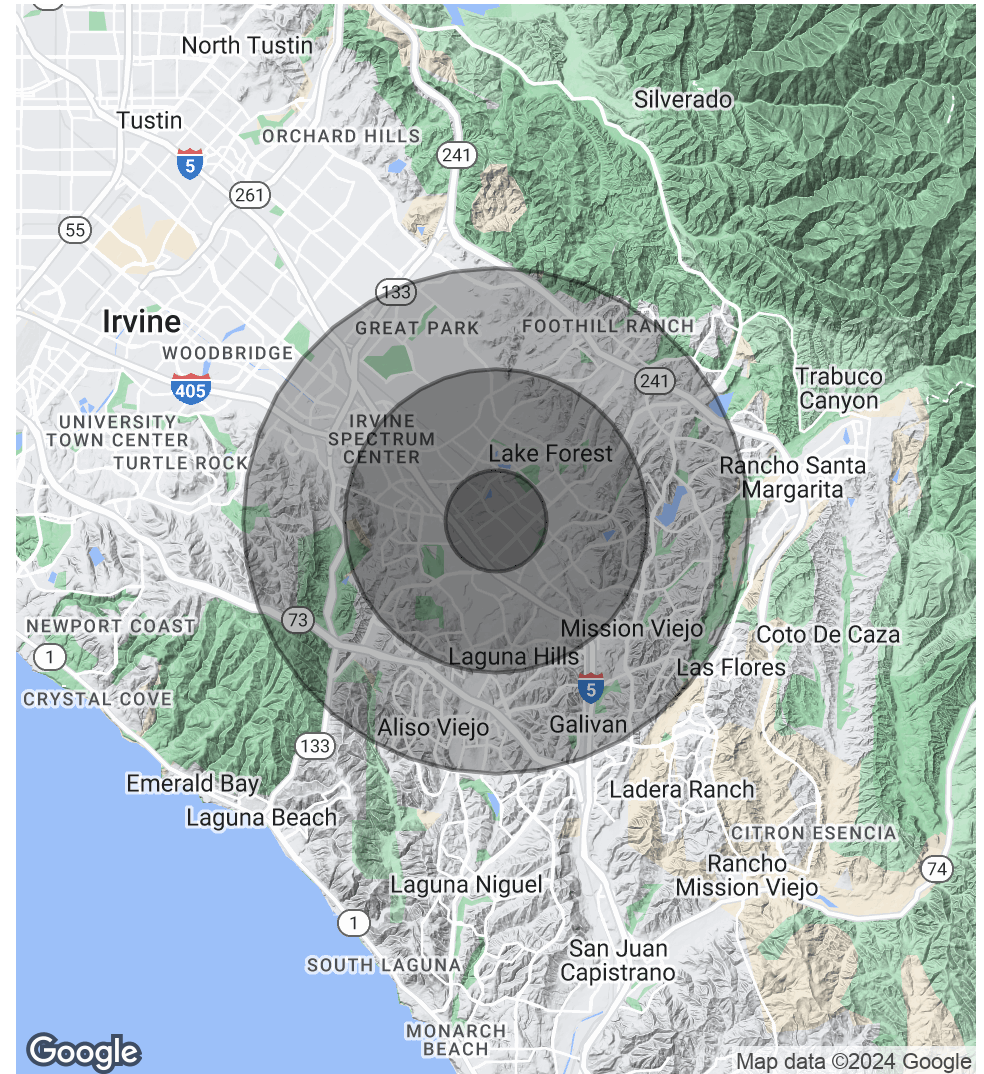 North Tustin
Silverado
Tustin
ORCHARD HILLS
5
241
261
55
133
Irvine
GREAT PARK
FOOTHILL RANCH
WOODBRIDGE
405
241
Trabuco
Canyon
UNIVERSITY
TOWN CENTER
IRVINE
SPECTRUM
CENTER
TURTLE ROCK
Lake Forest
Rancho Santa
Margarita
73
NEWPORT COAST
Mission Viejo
Coto De Caza
1
Laguna Hills
Las Flores
CRYSTAL COVE
5
Aliso Viejo
Galivan
133
Emerald Bay
Ladera Ranch
Laguna Beach
CITRON ESENCIA
Rancho
Mission Viejo
74
Laguna Niguel
1
San Juan
Capistrano
SOUTH LAGUNA
MONARCH
BEACH
Google
Map data ©2024 Google